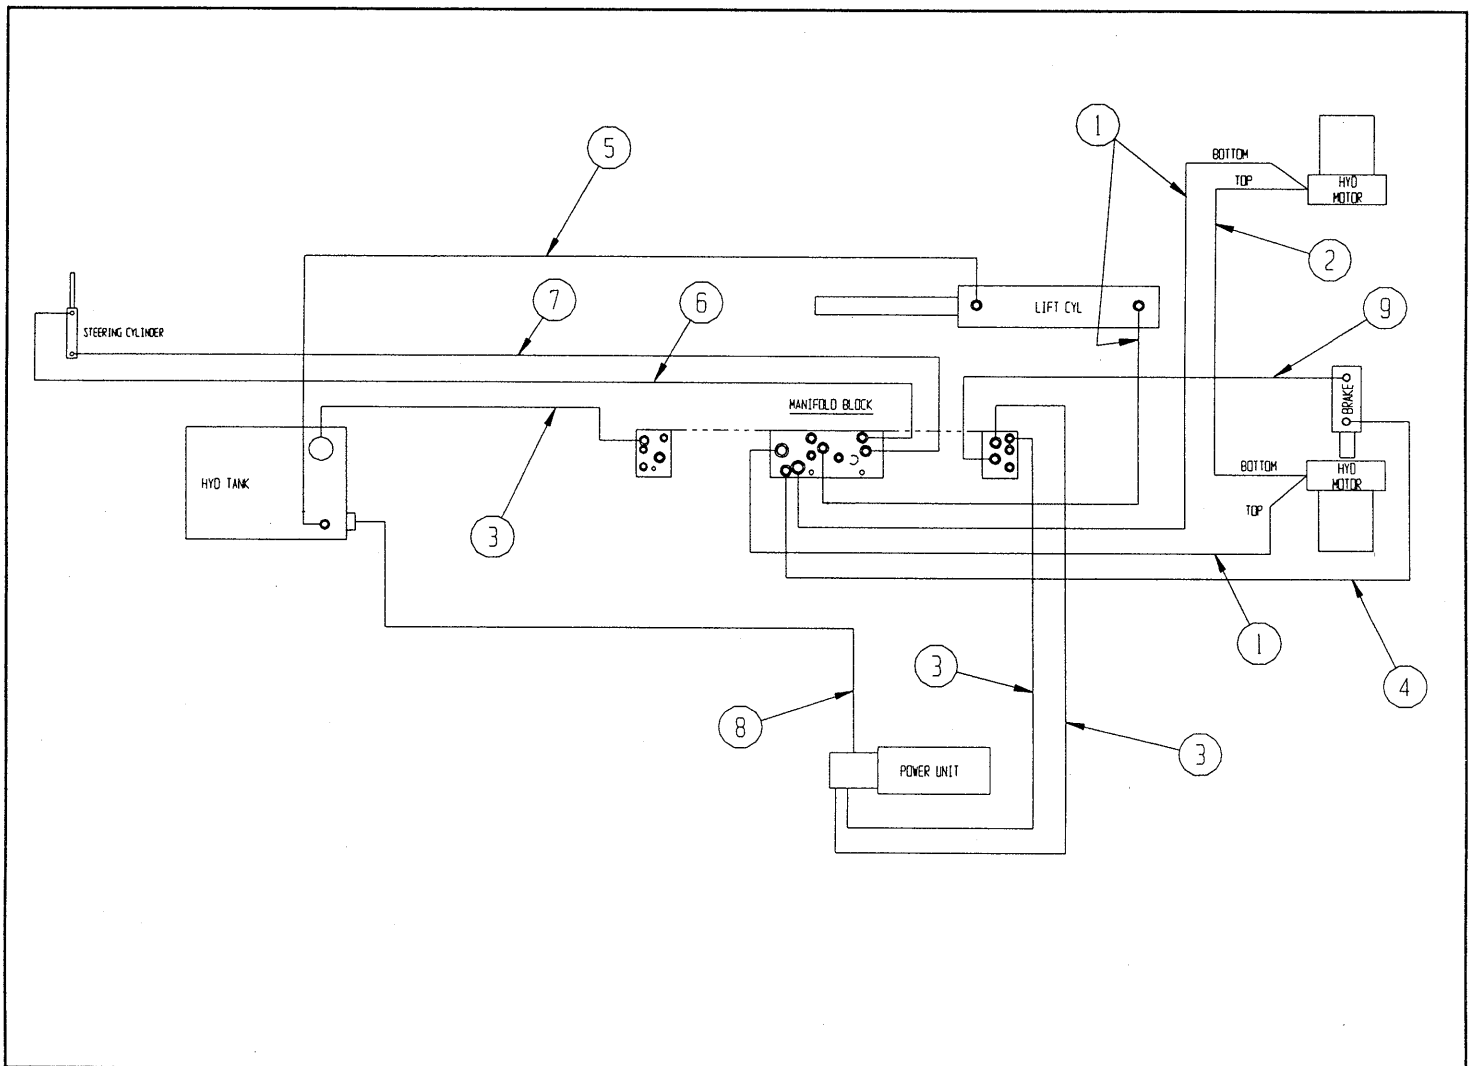 1
5
BOTTOM
TOP
HYD
MOTOR
2
7
6
LIFT CYL
9
STEERING CYLINDER
MANIFOLD BLOCK
BRAKE
3
HYD TANK
BOTTOM
HYD
MOTOR
TOP
3
1
3
4
8
3
POWER UNIT